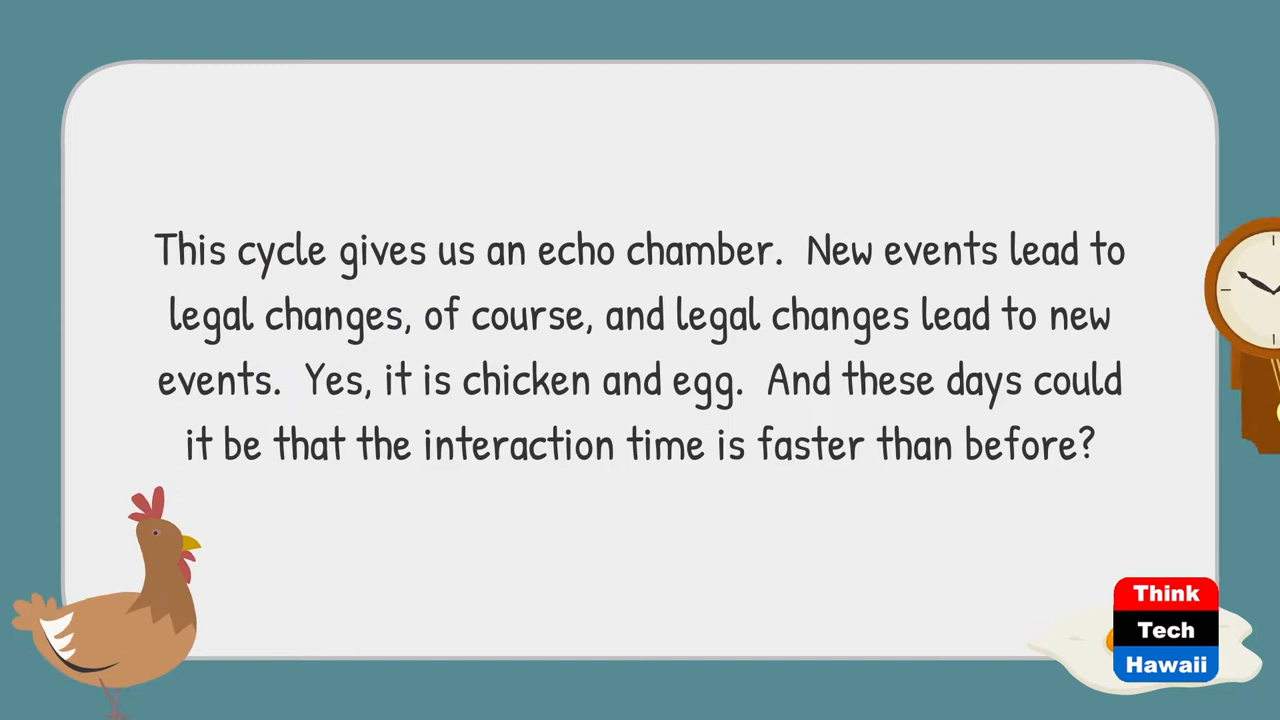 This cycle gives us an echo chamber.  New events lead to
legal changes, of course, and legal changes lead to new
events.  Yes, it is chicken and egg.  And these days could
it be that the interaction time is faster than before?
Think
Tech
Hawaii